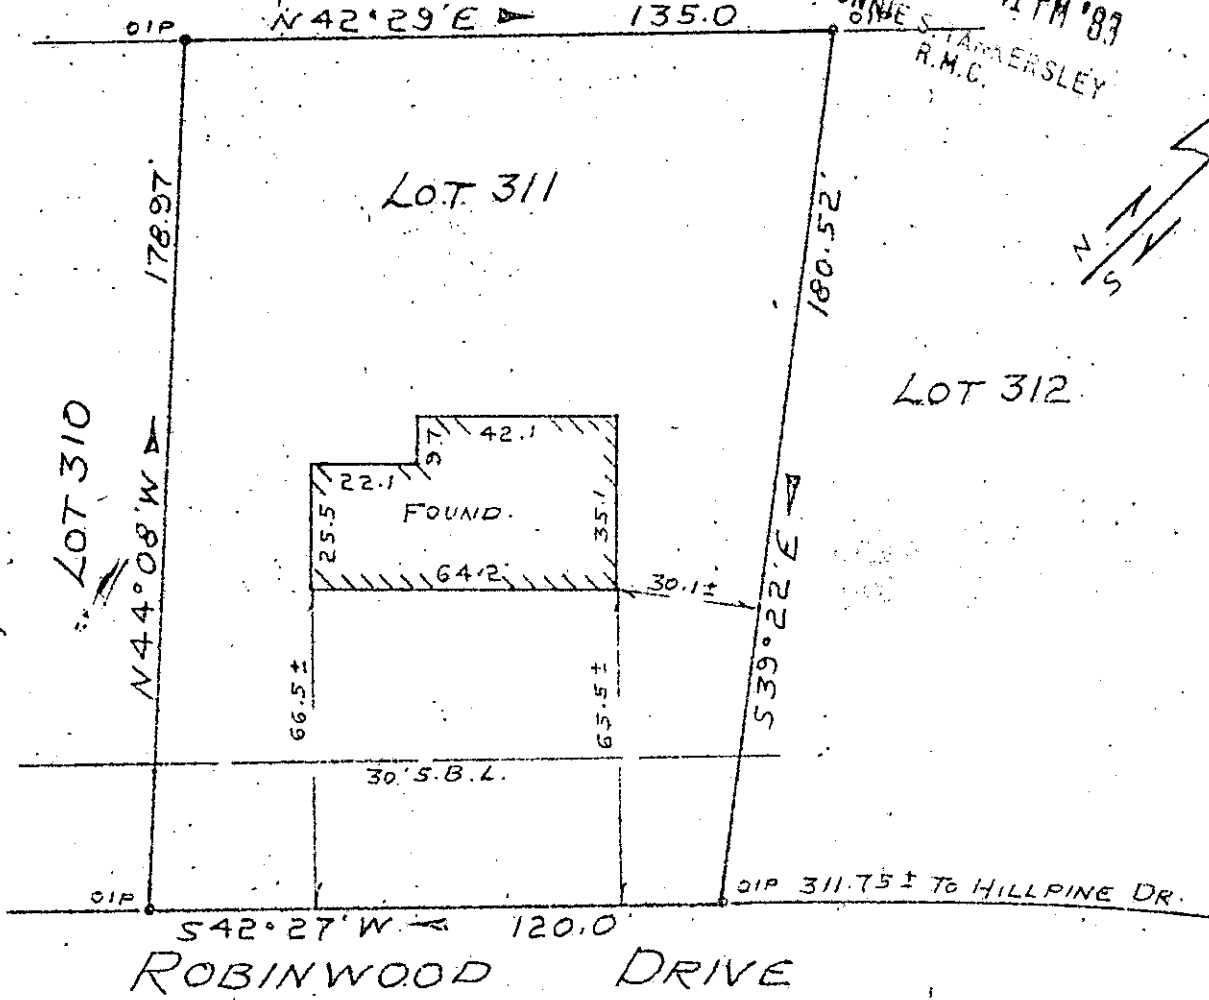 OIP N42°29'E 135.0
'83
R.M.C.
LOT 311
178.97'
180.52'
N
S
LOT 312
LOT 310
N44°08'W
42.1
9.7
22.1
FOUND.
25.5
35.1
64.2
30.1±
S39°22'E
66.5±
65.5±
30' S.B.L.
OIP
OIP 311.75± TO HILLPINE DR.
S42°27'W 120.0
ROBINWOOD DRIVE